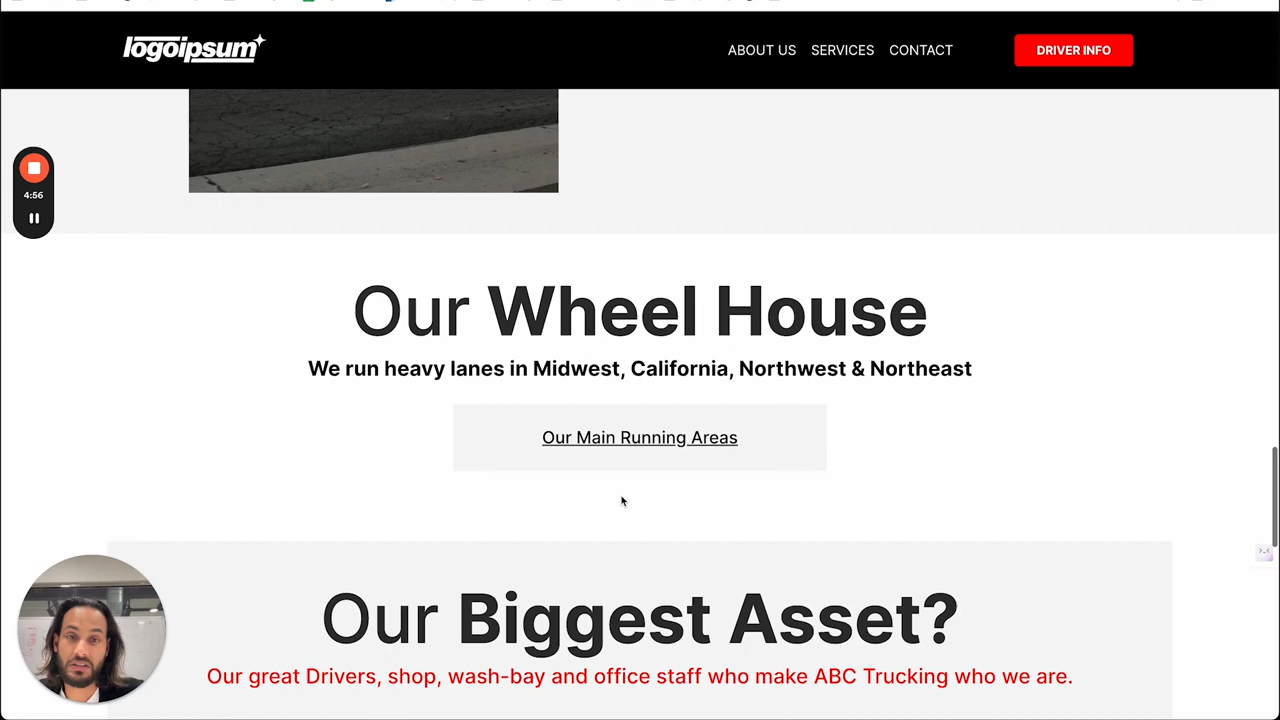 logoipsum
ABOUT US SERVICES CONTACT
DRIVER INFO
4:56
Our Wheel House
We run heavy lanes in Midwest, California, Northwest & Northeast
Our Main Running Areas
Our Biggest Asset?
Our great Drivers, shop, wash-bay and office staff who make ABC Trucking who we are.